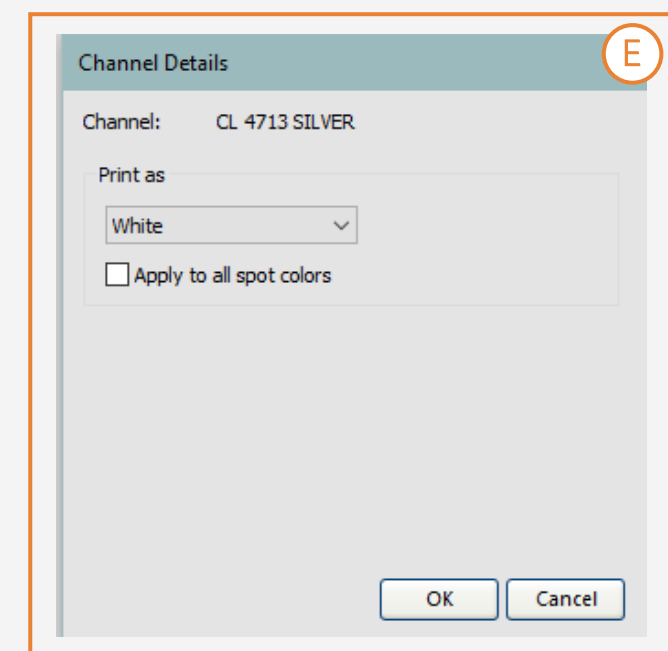 Channel Details
E
Channel: CL 4713 SILVER
Print as
White
Apply to all spot colors
OK Cancel